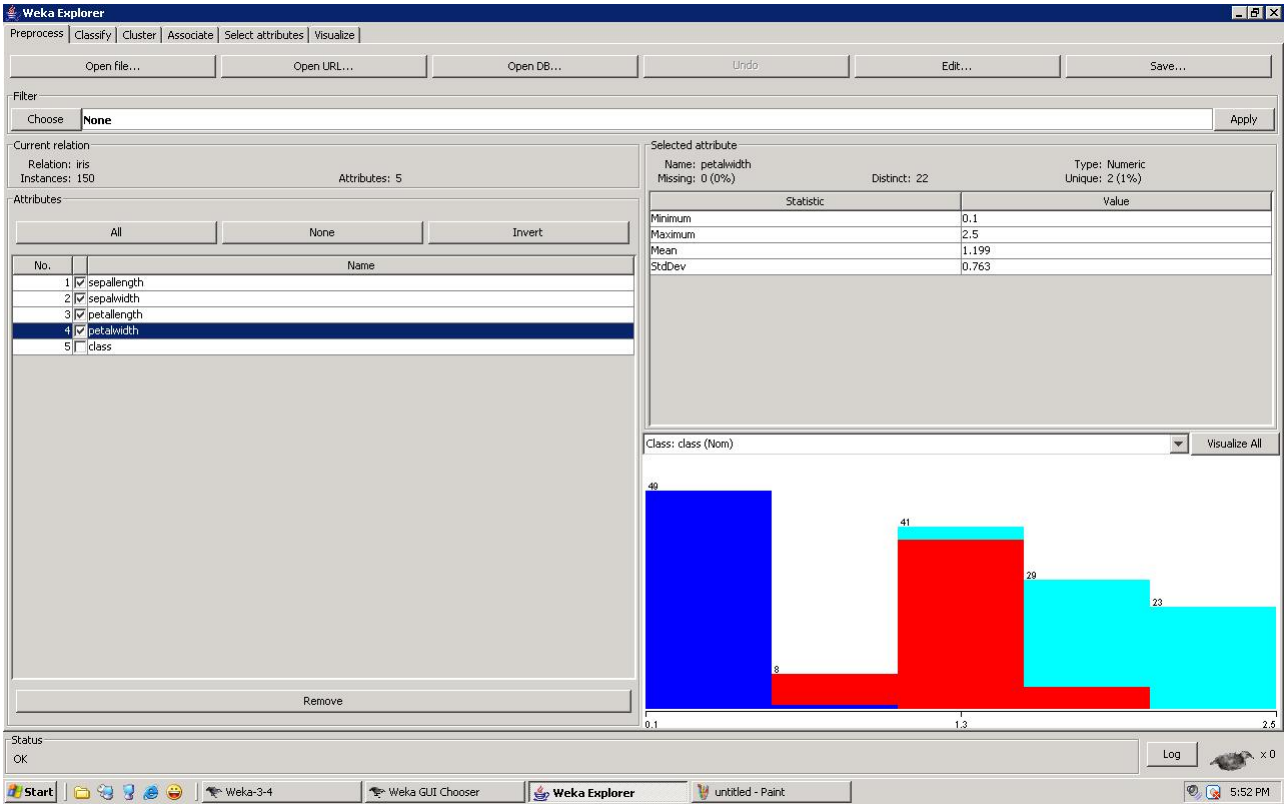 Weka Explorer
Preprocess Classify Cluster Associate Select attributes Visualize
Open file... Open URL... Open DB... Undo Edit... Save...
Filter
Choose None Apply
Current relation
Relation: iris
Instances: 150 Attributes: 5
Attributes
All None Invert
No. Name
1 sepallength
2 sepalwidth
3 petallength
4 petalwidth
5 class
Remove
Selected attribute
Name: petalwidth Type: Numeric
Missing: 0 (0%) Distinct: 22 Unique: 2 (1%)
Statistic Value
Minimum 0.1
Maximum 2.5
Mean 1.199
StdDev 0.763
Class: class (Nom) Visualize All
49
41
29
23
8
0.1 1.3 2.5
Status
OK
Log x 0
Start Weka-3-4 Weka GUI Chooser Weka Explorer untitled - Paint 5:52 PM